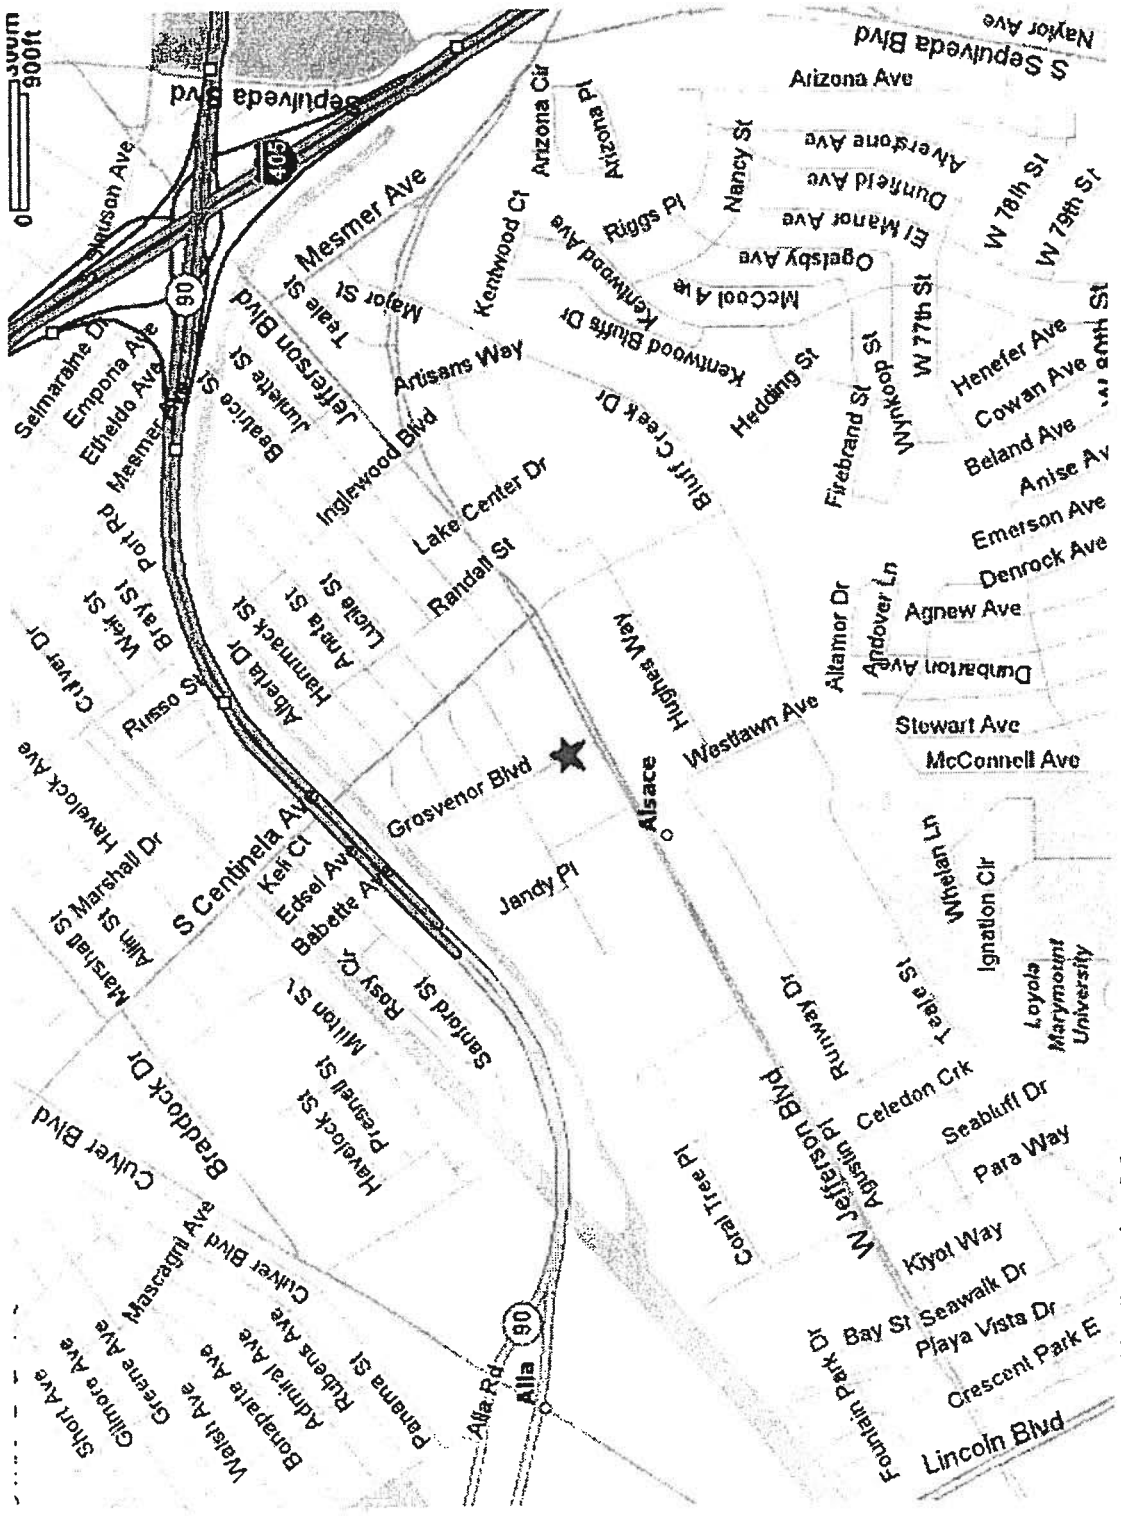 300m
900ft
0
Naylor Ave
S Sepulveda Blvd
Arizona Ave
Sepulveda Blvd
405
Arizona Cir
Arizona Pl
Nancy St
Alverstone Ave
Dunfield Ave
El Manor Ave
Ogelsby Ave
McCool Ave
W 78th St
W 79th St
Mesmer Ave
Kentwood Ct
Kentwood Ave
Riggs Pl
90
Teale St
Major St
Jefferson Blvd
Juniette St
Beatrice St
Selmaraine Dr
Emporia
Etheldo Ave
Mesmer
Artisans Way
Kentwood Bluffs Dr
Hedding St
W 77th St
Wynkoop St
Firebrand St
Henefer Ave
W 80th St
Cowan Ave
Beland Ave
Anise Av
Emerson Ave
Denrock Ave
Inglewood Blvd
Bluff Creek Dr
Lake Center Dr
Randall St
Port Rd
Bray St
Weir St
Culver Dr
Russo St
Lucile St
Aneta St
Hammack St
Alberta Dr
Hughes Way
Altamor Dr
Andover Ln
Agnew Ave
Dunbarton Ave
Stewart Ave
McConnell Ave
Westlawn Ave
Grosvenor Blvd
Alsace
Jandy Pl
Havelock Ave
Marshall Dr
Allin St
Marshall St
S Centinela Av
Keli Ct
Edsel Ave
Babette Av
Rosy Cir
Milton St
Sanford St
Presnell St
Havelock St
Braddock Dr
Culver Blvd
Whelan Ln
Ignation Cir
Loyola
Marymount
University
Teale St
Runway Dr
Celedon Crk
Seabluff Dr
Para Way
W Jefferson Blvd
Agustin Pl
Coral Tree Pl
Kiyot Way
Seawalk Dr
Bay St
Playa Vista Dr
Crescent Park E
Fountain Park Dr
Lincoln Blvd
Mascagni Ave
Culver Blvd
Short Ave
Gilmore Ave
Greene Ave
Walsh Ave
Bonaparte Ave
Admiral Ave
Rubens Ave
Panama St
90
Alla Rd
Alla